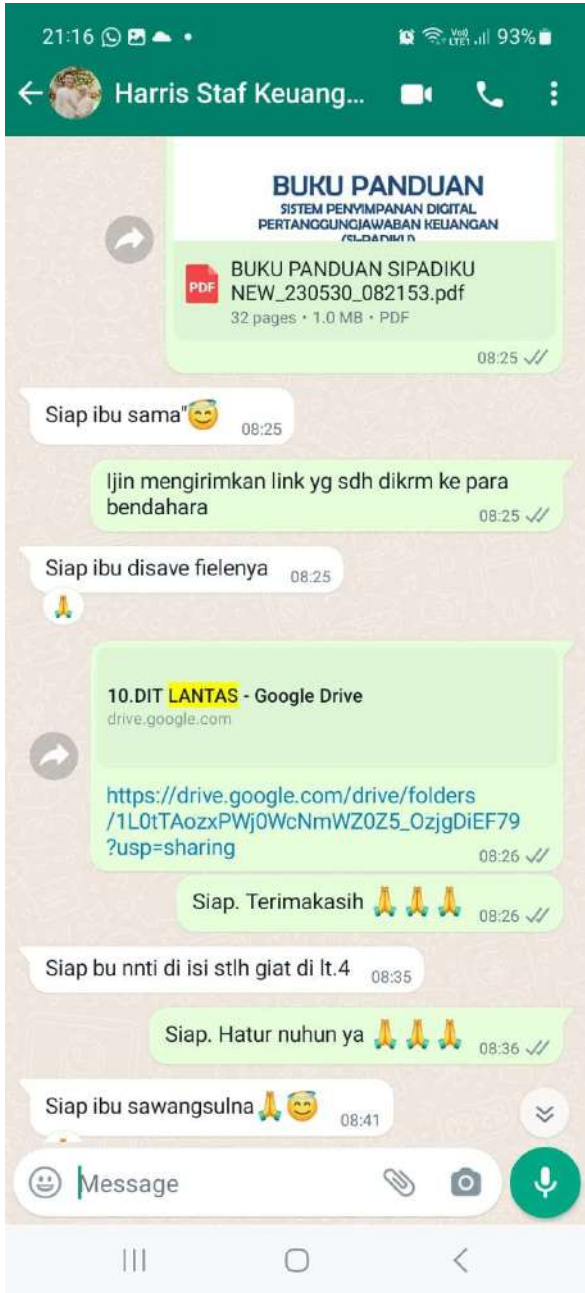 21:16
93%
Harris Staf Keuang...
BUKU PANDUAN
SISTEM PENYIMPANAN DIGITAL
PERTANGGUNGJAWABAN KEUANGAN
(SI-PADIKU)
PDF
BUKU PANDUAN SIPADIKU
NEW_230530_082153.pdf
32 pages • 1.0 MB • PDF
08:25
Siap ibu sama"😇
08:25
Ijin mengirimkan link yg sdh dikrm ke para
bendahara
08:25
Siap ibu disave fielenya
08:25
🙏
10.DIT LANTAS - Google Drive
drive.google.com
https://drive.google.com/drive/folders
/1L0tTAozxPWj0WcNmWZ0Z5_OzjgDiEF79
?usp=sharing
08:26
Siap. Terimakasih 🙏🙏🙏
08:26
Siap bu nnti di isi stlh giat di lt.4
08:35
Siap. Hatur nuhun ya 🙏🙏🙏
08:36
Siap ibu sawangsulna🙏😇
08:41
Message